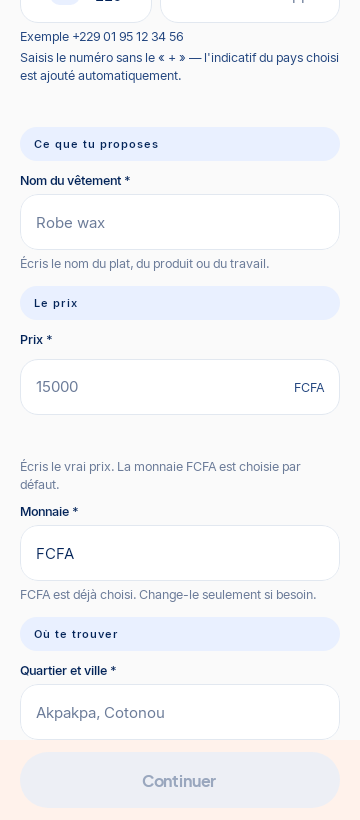 Exemple +229 01 95 12 34 56
Saisis le numéro sans le « + » — l'indicatif du pays choisi
est ajouté automatiquement.
Ce que tu proposes
Nom du vêtement *
Robe wax
Écris le nom du plat, du produit ou du travail.
Le prix
Prix *
15000
FCFA
Écris le vrai prix. La monnaie FCFA est choisie par
défaut.
Monnaie *
FCFA
FCFA est déjà choisi. Change-le seulement si besoin.
Où te trouver
Quartier et ville *
Akpakpa, Cotonou
Continuer